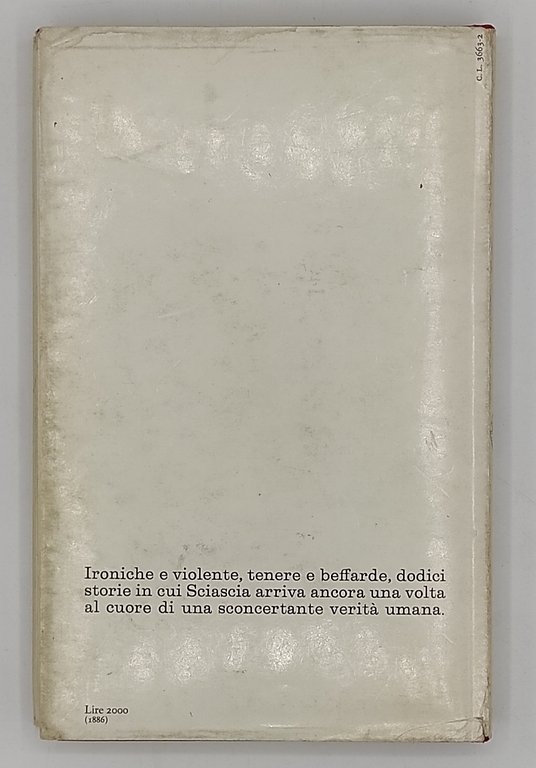 C. L. 3663-2
Ironiche e violente, tenere e beffarde, dodici
storie in cui Sciascia arriva ancora una volta
al cuore di una sconcertante verità umana.
Lire 2000
(1886)